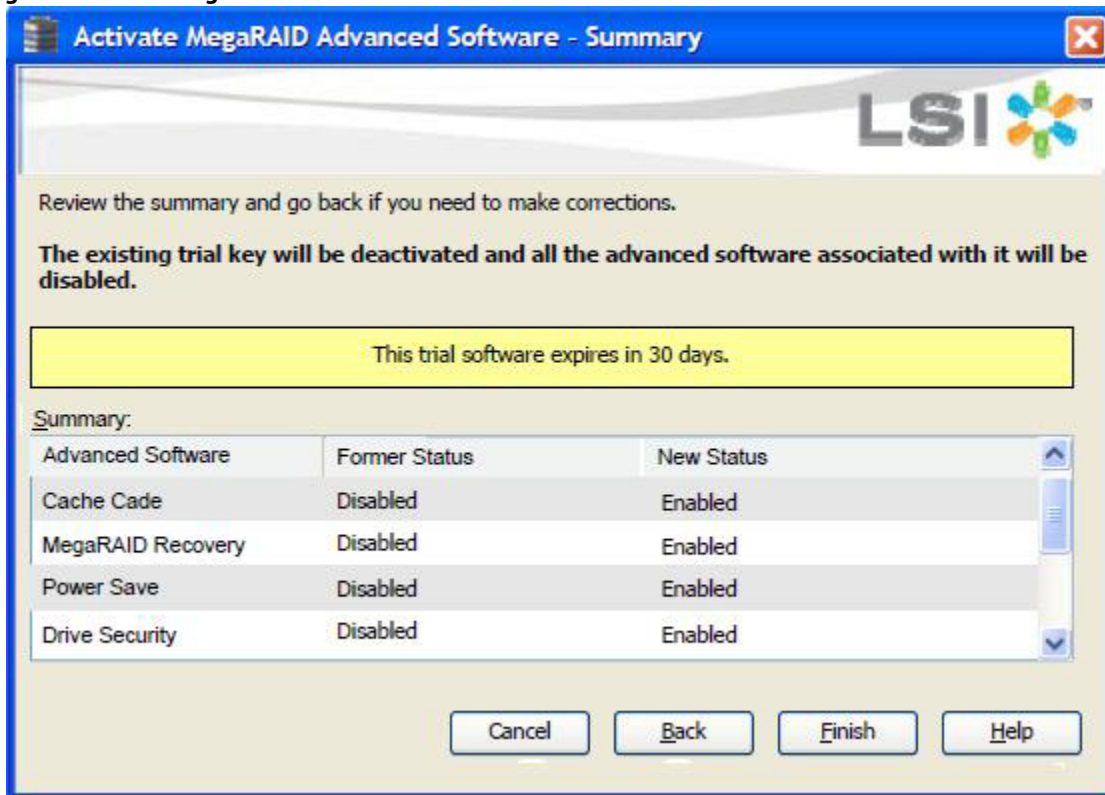 Activate MegaRAID Advanced Software - Summary
LSI
Review the summary and go back if you need to make corrections.
The existing trial key will be deactivated and all the advanced software associated with it will be
disabled.
This trial software expires in 30 days.
Summary:
Advanced Software Former Status New Status
Cache Cade Disabled Enabled
MegaRAID Recovery Disabled Enabled
Power Save Disabled Enabled
Drive Security Disabled Enabled
Cancel Back Finish Help